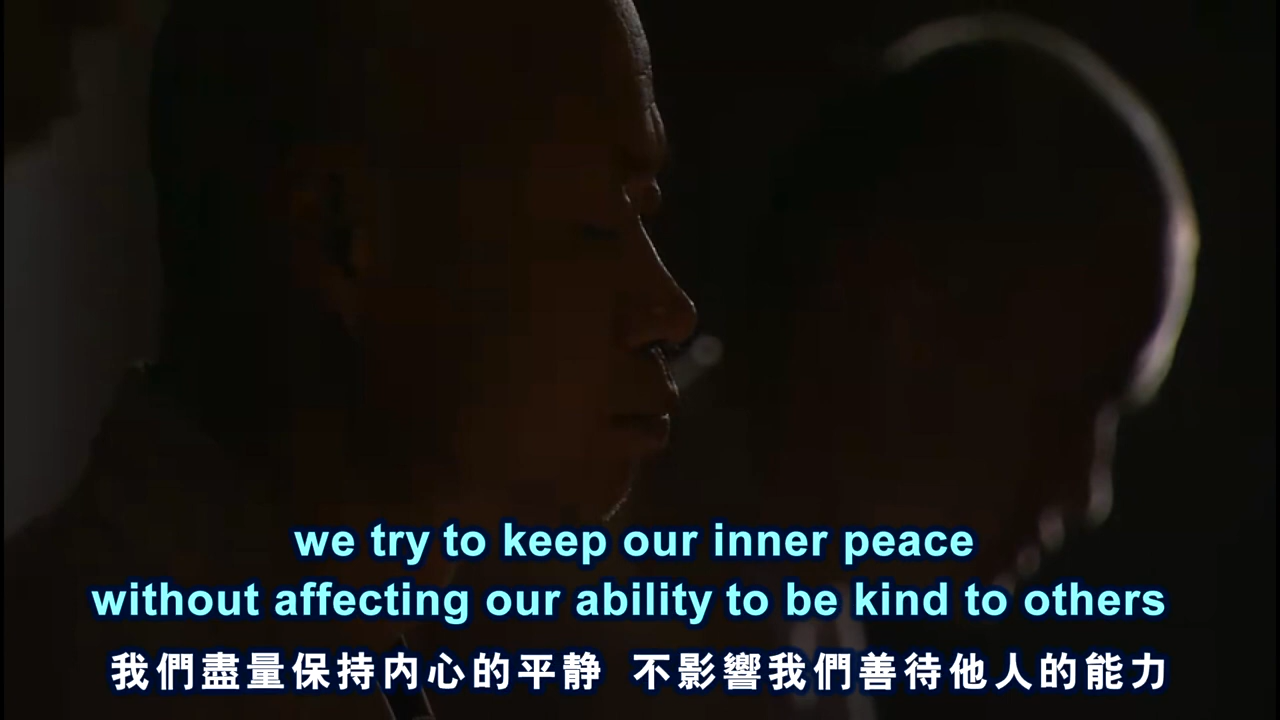 we try to keep our inner peace
without affecting our ability to be kind to others
我們盡量保持内心的平静 不影響我們善待他人的能力